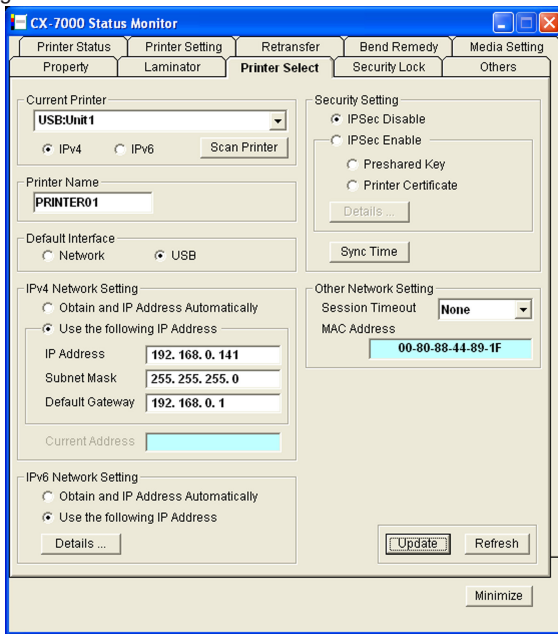 CX-7000 Status Monitor
Printer Status Printer Setting Retransfer Bend Remedy Media Setting
Property Laminator Printer Select Security Lock Others
Current Printer
USB:Unit1
IPv4 IPv6 Scan Printer
Printer Name
PRINTER01
Default Interface
Network USB
IPv4 Network Setting
Obtain and IP Address Automatically
Use the following IP Address
IP Address 192. 168. 0. 141
Subnet Mask 255. 255. 255. 0
Default Gateway 192. 168. 0. 1
Current Address
IPv6 Network Setting
Obtain and IP Address Automatically
Use the following IP Address
Details ...
Security Setting
IPSec Disable
IPSec Enable
Preshared Key
Printer Certificate
Details ...
Sync Time
Other Network Setting
Session Timeout None
MAC Address
00-80-88-44-89-1F
Update Refresh
Minimize